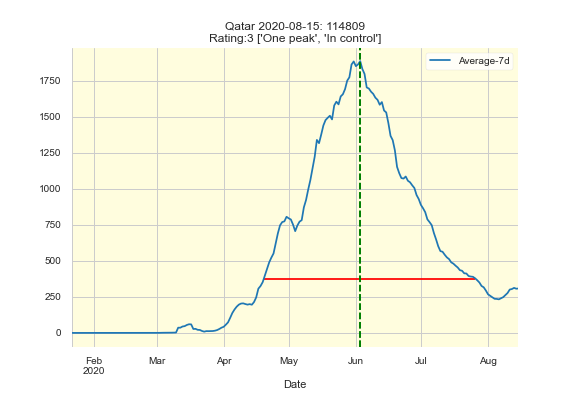 Qatar 2020-08-15: 114809
Rating:3 ['One peak', 'In control']
Average-7d
1750
1500
1250
1000
750
500
250
0
Feb Mar Apr May Jun Jul Aug
2020
Date